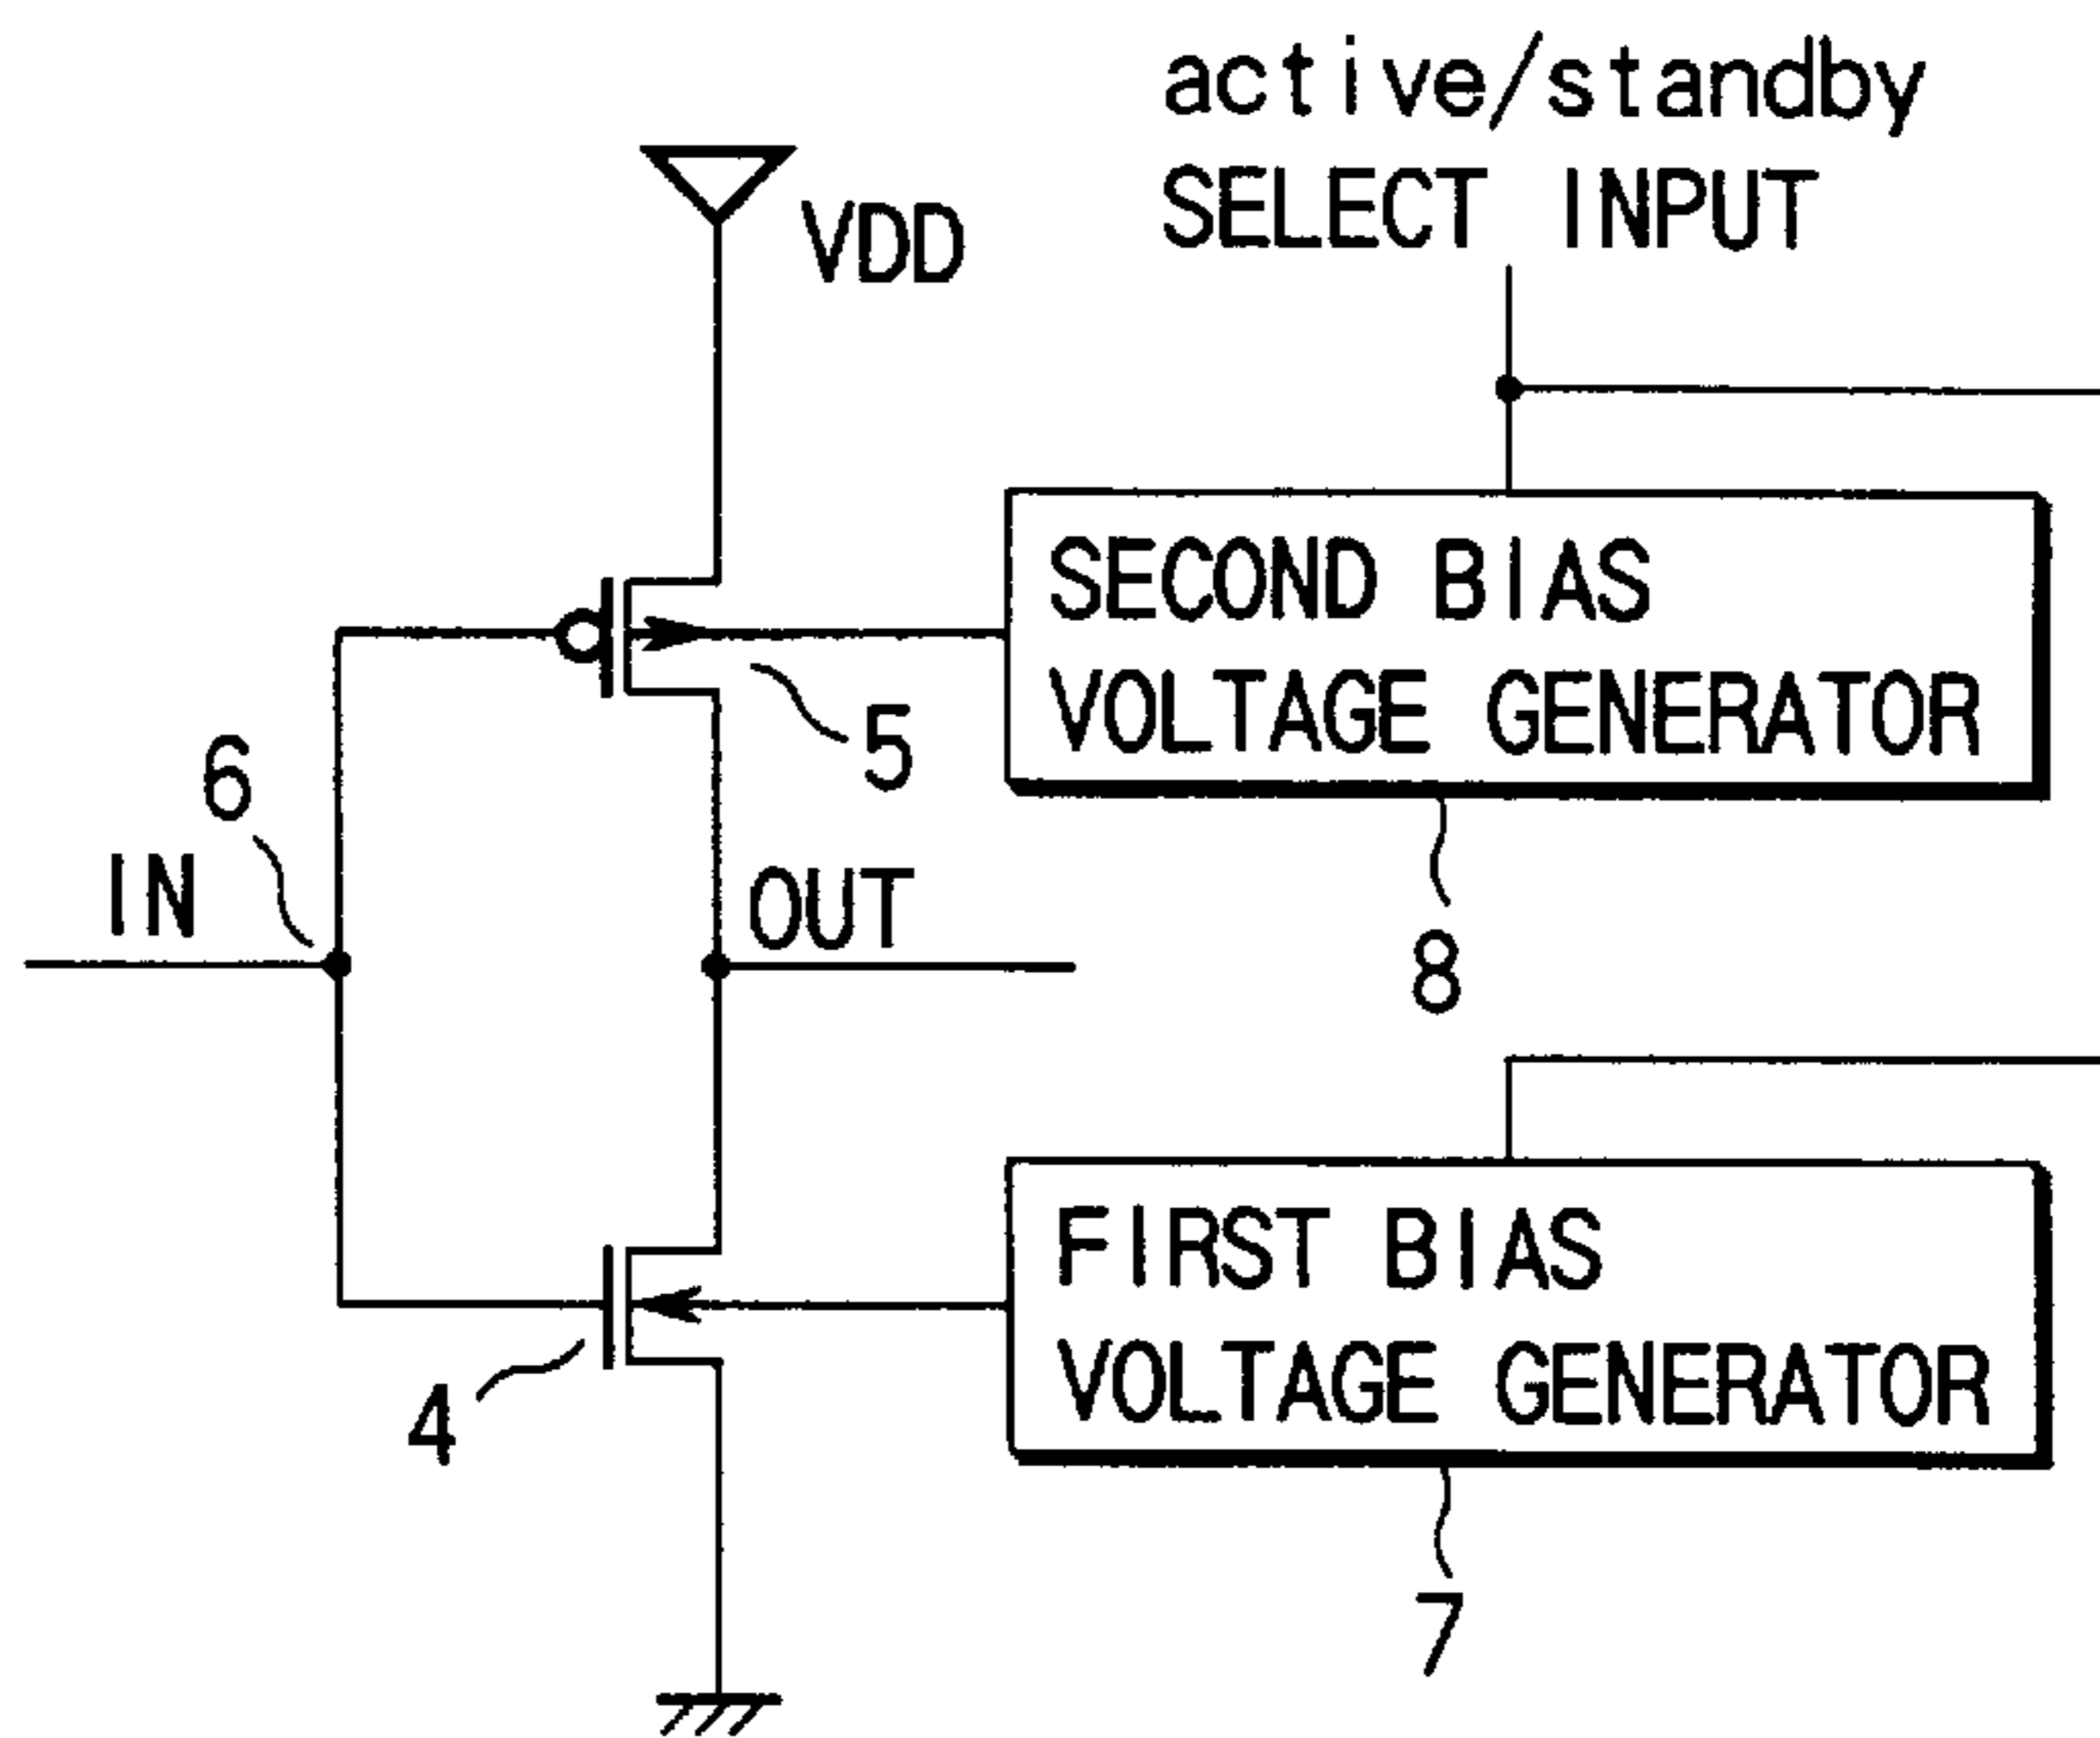 active/standby
SELECT INPUT
VDD
SECOND BIAS
VOLTAGE GENERATOR
5
6
IN
OUT
8
FIRST BIAS
VOLTAGE GENERATOR
4
7